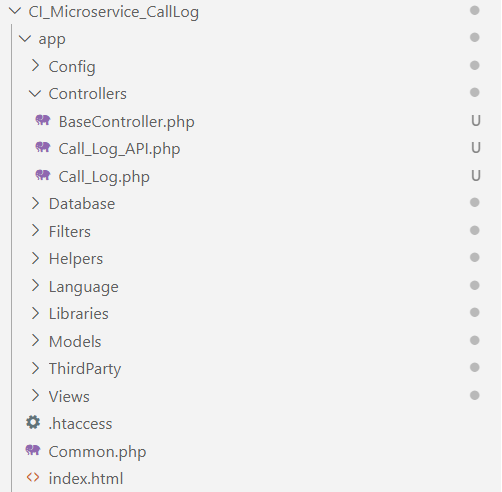 CI_Microservice_CallLog
app
Config
Controllers
BaseController.php U
Call_Log_API.php U
Call_Log.php U
Database
Filters
Helpers
Language
Libraries
Models
ThirdParty
Views
.htaccess
Common.php
index.html